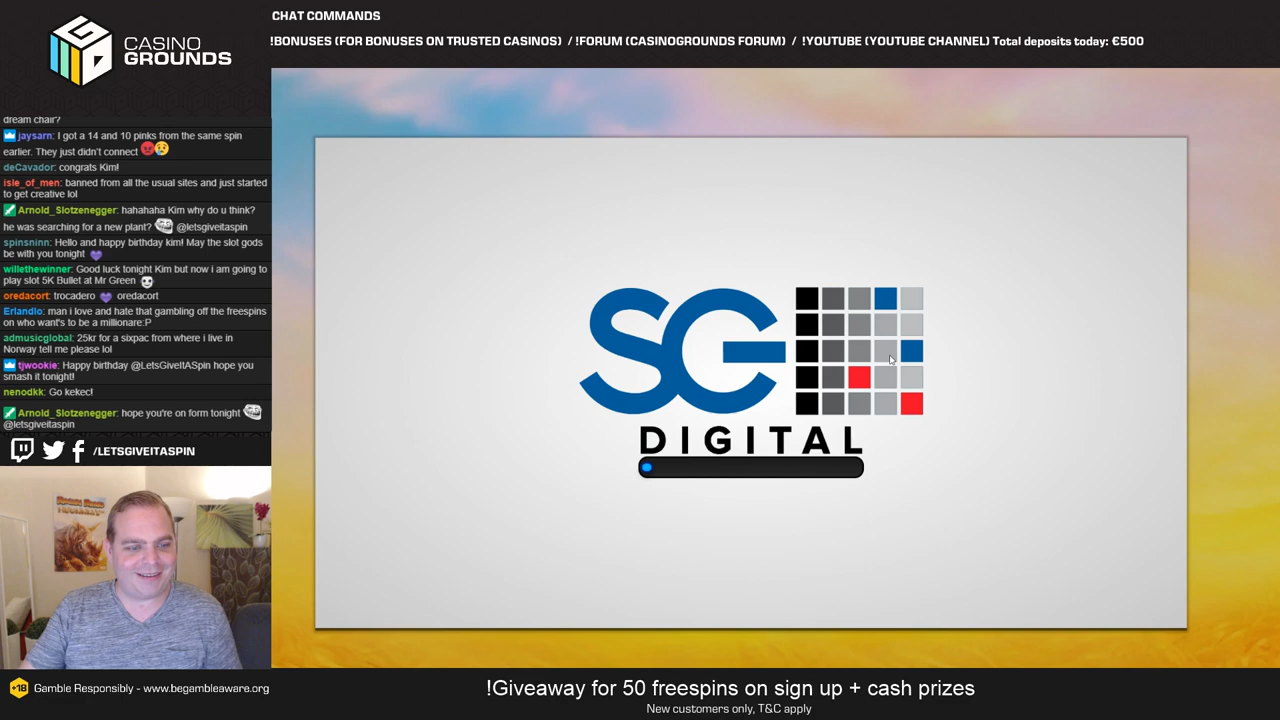 CASINO
GROUNDS
CHAT COMMANDS
!BONUSES (FOR BONUSES ON TRUSTED CASINOS) / !FORUM (CASINOGROUNDS FORUM) / !YOUTUBE (YOUTUBE CHANNEL) Total deposits today: €500
dream chair?
jaysarn: I got a 14 and 10 pinks from the same spin
earlier. They just didn't connect
deCavador: congrats Kim!
isle_of_men: banned from all the usual sites and just started
to get creative lol
Arnold_Slotzenegger: hahahaha Kim why do u think?
he was searching for a new plant? @letsgiveitaspin
spinsninn: Hello and happy birthday kim! May the slot gods
be with you tonight
willethewinner: Good luck tonight Kim but now i am going to
play slot 5K Bullet at Mr Green
oredacort: trocadero oredacort
Erlandlo: man i love and hate that gambling off the freespins
on who want's to be a millionare:P
admusicglobal: 25kr for a sixpac from where i live in
Norway tell me please lol
tjwookie: Happy birthday @LetsGiveItASpin hope you
smash it tonight!
nenodkk: Go kekec!
Arnold_Slotzenegger: hope you're on form tonight
@letsgiveitaspin
/LETSGIVEITASPIN
SG
DIGITAL
+18 Gamble Responsibly - www.begambleaware.org
!Giveaway for 50 freespins on sign up + cash prizes
New customers only, T&C apply